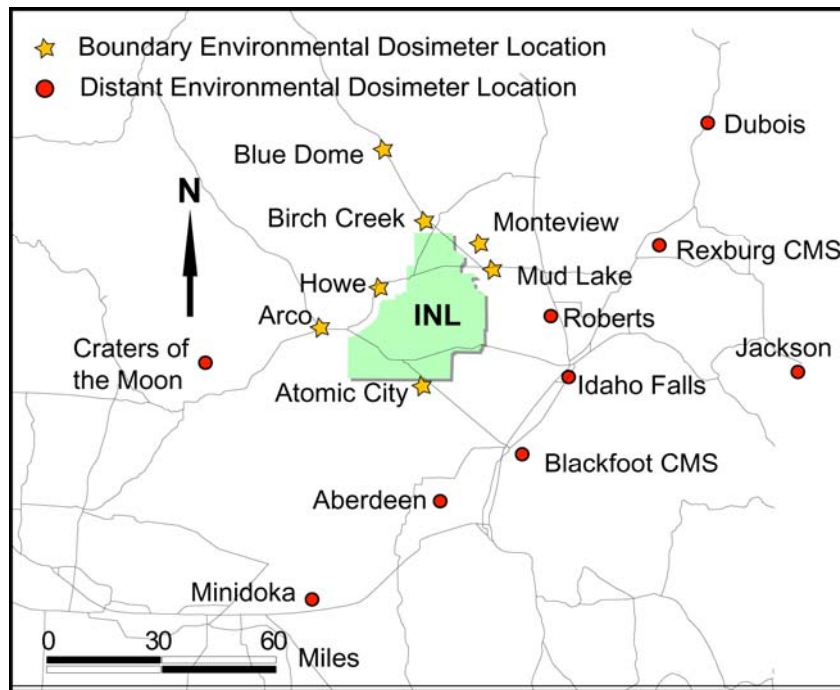 Boundary Environmental Dosimeter Location
Distant Environmental Dosimeter Location
Dubois
Blue Dome
N
Birch Creek
Monteview
Rexburg CMS
Mud Lake
Howe
INL
Arco
Roberts
Craters of
the Moon
Jackson
Atomic City
Idaho Falls
Blackfoot CMS
Aberdeen
Minidoka
0 30 60
Miles